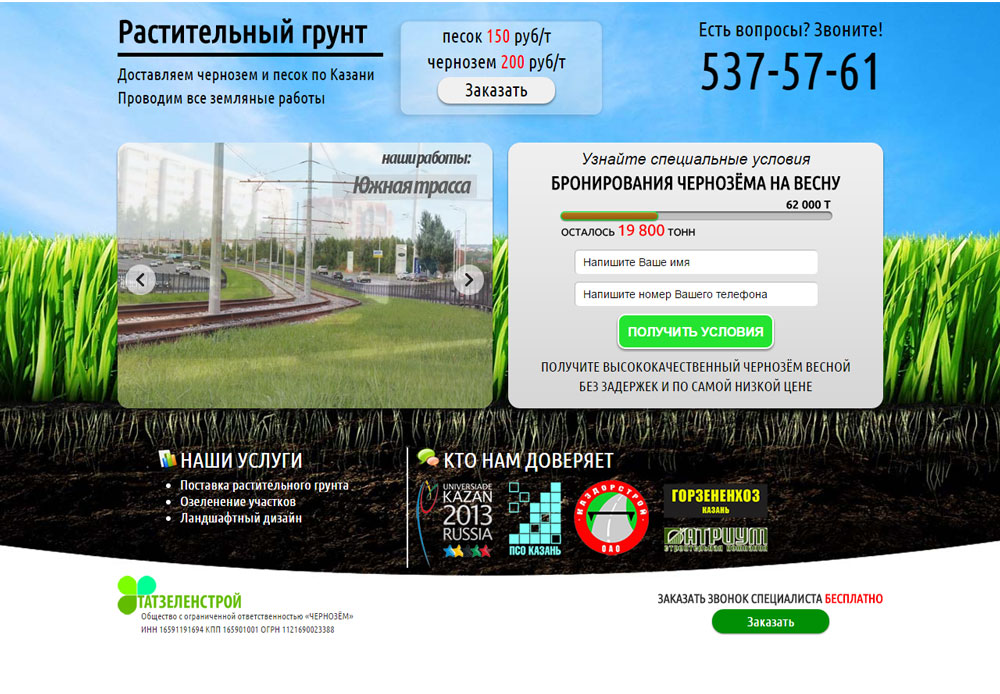 Растительный грунт
Доставляем чернозем и песок по Казани
Проводим все земляные работы
песок 150 руб/т
чернозем 200 руб/т
Заказать
Есть вопросы? Звоните!
537-57-61
наши работы:
Южная трасса
Узнайте специальные условия
БРОНИРОВАНИЯ ЧЕРНОЗЁМА НА ВЕСНУ
62 000 Т
ОСТАЛОСЬ 19 800 ТОНН
Напишите Ваше имя
Напишите номер Вашего телефона
ПОЛУЧИТЬ УСЛОВИЯ
ПОЛУЧИТЕ ВЫСОКОКАЧЕСТВЕННЫЙ ЧЕРНОЗЁМ ВЕСНОЙ
БЕЗ ЗАДЕРЖЕК И ПО САМОЙ НИЗКОЙ ЦЕНЕ
НАШИ УСЛУГИ
Поставка растительного грунта
Озеленение участков
Ландшафтный дизайн
КТО НАМ ДОВЕРЯЕТ
UNIVERSIADE
KAZAN
2013
RUSSIA
ПСО КАЗАНЬ
КАЗДОРСТРОЙ
ОАО
ГОРЗЕНЕНХОЗ
КАЗАНЬ
АТРИУМ
строительная компания
ТАТЗЕЛЕНСТРОЙ
Общество с ограниченной ответственностью «ЧЕРНОЗЁМ»
ИНН 16591191694 КПП 165901001 ОГРН 1121690023388
ЗАКАЗАТЬ ЗВОНОК СПЕЦИАЛИСТА БЕСПЛАТНО
Заказать